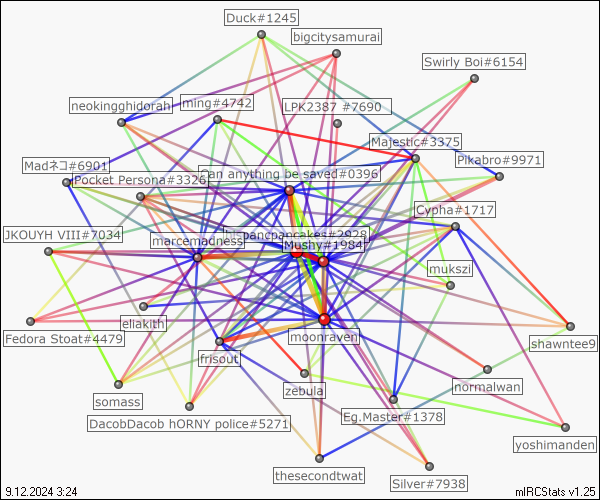 Duck#1245
bigcitysamurai
Swirly Boi#6154
neokingghidorah
ming#4742
LPK2387 #7690
Majestic#3375
Pikabro#9971
Madネコ#6901
Pocket Persona#3326
Can anything be saved#0396
Cypha#1717
JKOUYH VIII#7034
marcemadness
hispanchancakes#2928
Mushy#1984
mukszi
eliakith
moonraven
Fedora Stoat#4479
shawntee9
frisout
zebula
normalwan
somass
DacobDacob hORNY police#5271
Eg.Master#1378
yoshimanden
thesecondtwat
Silver#7938
9.12.2024 3:24
mIRCStats v1.25